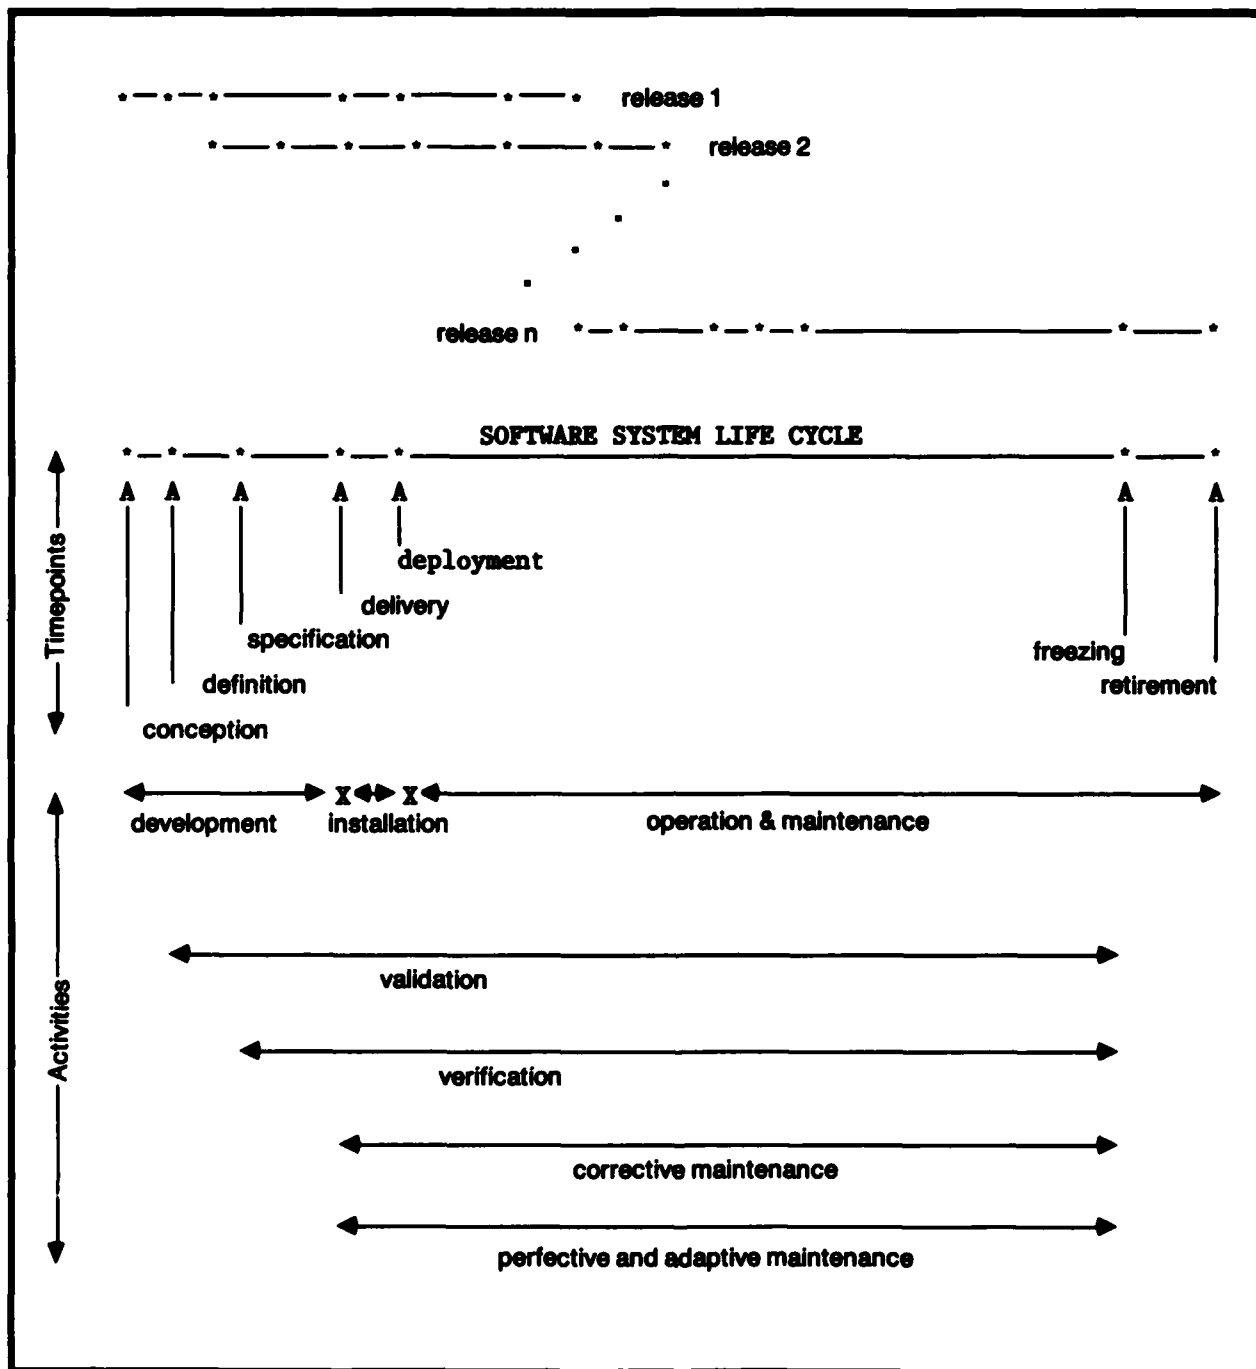 release 1
release 2
release n
SOFTWARE SYSTEM LIFE CYCLE
A A A A A A A
deployment
delivery
specification
freezing
definition
retirement
conception
Timepoints
X X
development installation operation & maintenance
validation
verification
corrective maintenance
perfective and adaptive maintenance
Activities